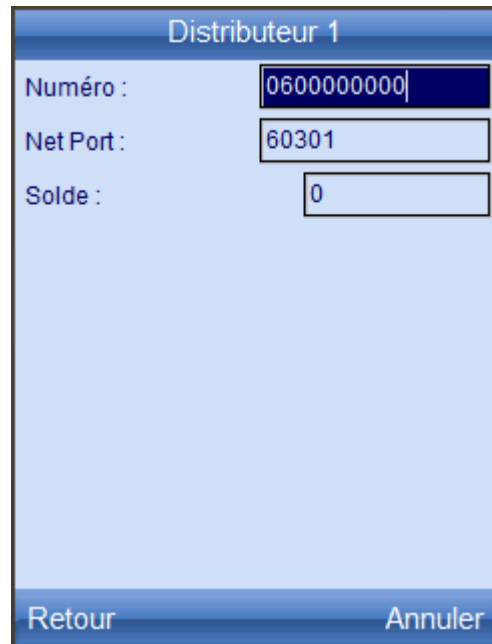 Distributeur 1
Numéro : 0600000000
Net Port : 60301
Solde : 0
Retour Annuler